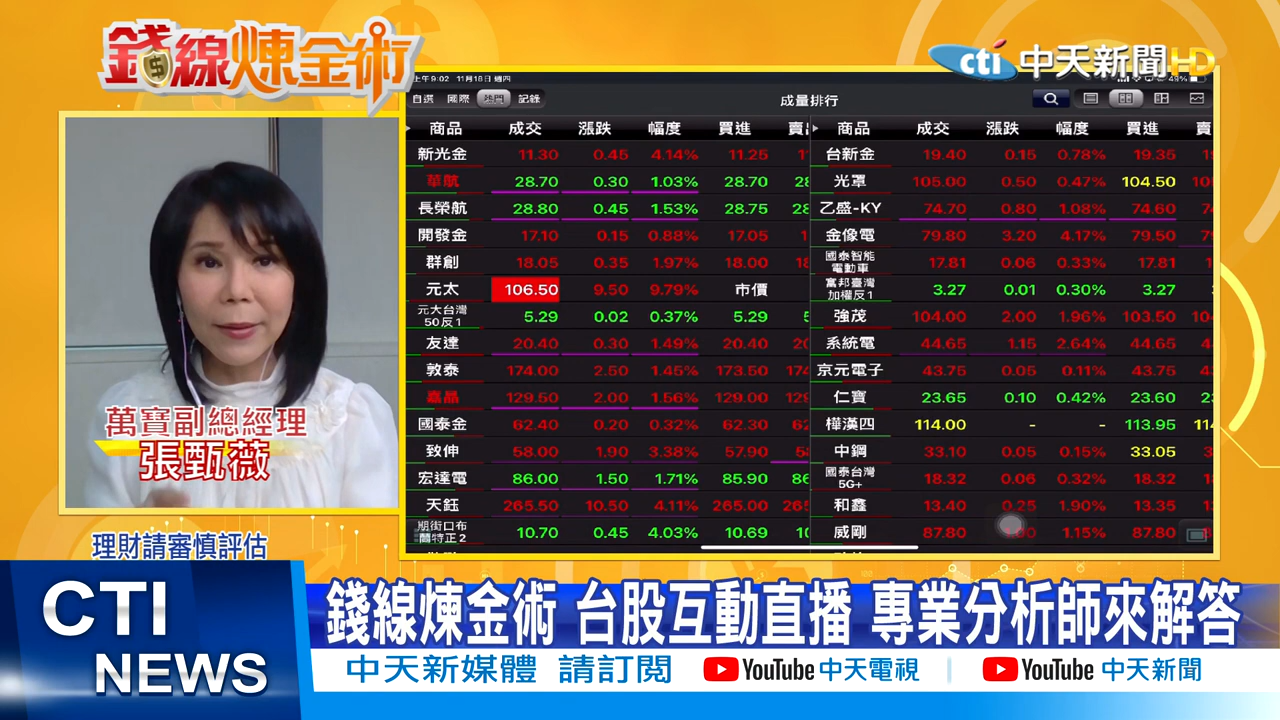 錢線煉金術
cti 中天新聞HD
上午9:02 11月18日 週四
49%
自選 國際 熱門 記錄
成量排行
商品 成交 漲跌 幅度 買進
新光金 11.30 0.45 4.14% 11.25
華航 28.70 0.30 1.03% 28.70
長榮航 28.80 0.45 1.53% 28.75
開發金 17.10 0.15 0.88% 17.05
群創 18.05 0.35 1.97% 18.00
元太 106.50 9.50 9.79% 市價
元大台灣50反1 5.29 0.02 0.37% 5.29
友達 20.40 0.30 1.49% 20.40
敦泰 174.00 2.50 1.45% 173.50
嘉晶 129.50 2.00 1.56% 129.00
國泰金 62.40 0.20 0.32% 62.30
致伸 58.00 1.90 3.38% 57.90
宏達電 86.00 1.50 1.71% 85.90
天鈺 265.50 10.50 4.11% 265.00
期街口布蘭特正2 10.70 0.45 4.03% 10.69
商品 成交 漲跌 幅度 買進
台新金 19.40 0.15 0.78% 19.35
光罩 105.00 0.50 0.47% 104.50
乙盛-KY 74.70 0.80 1.08% 74.60
金像電 79.80 3.20 4.17% 79.50
國泰智能電動車 17.81 0.06 0.33% 17.81
富邦臺灣加權反1 3.27 0.01 0.30% 3.27
強茂 104.00 2.00 1.96% 103.50
系統電 44.65 1.15 2.64% 44.65
京元電子 43.75 0.05 0.11% 43.75
仁寶 23.65 0.10 0.42% 23.60
樺漢四 114.00 - - 113.95
中鋼 33.10 0.05 0.15% 33.05
國泰台灣5G+ 18.32 0.06 0.32% 18.32
和鑫 13.40 0.25 1.90% 13.35
威剛 87.80 1.00 1.15% 87.80
萬寶副總經理
張甄薇
理財請審慎評估
CTI NEWS
錢線煉金術 台股互動直播 專業分析師來解答
中天新媒體 請訂閱 YouTube 中天電視 YouTube 中天新聞